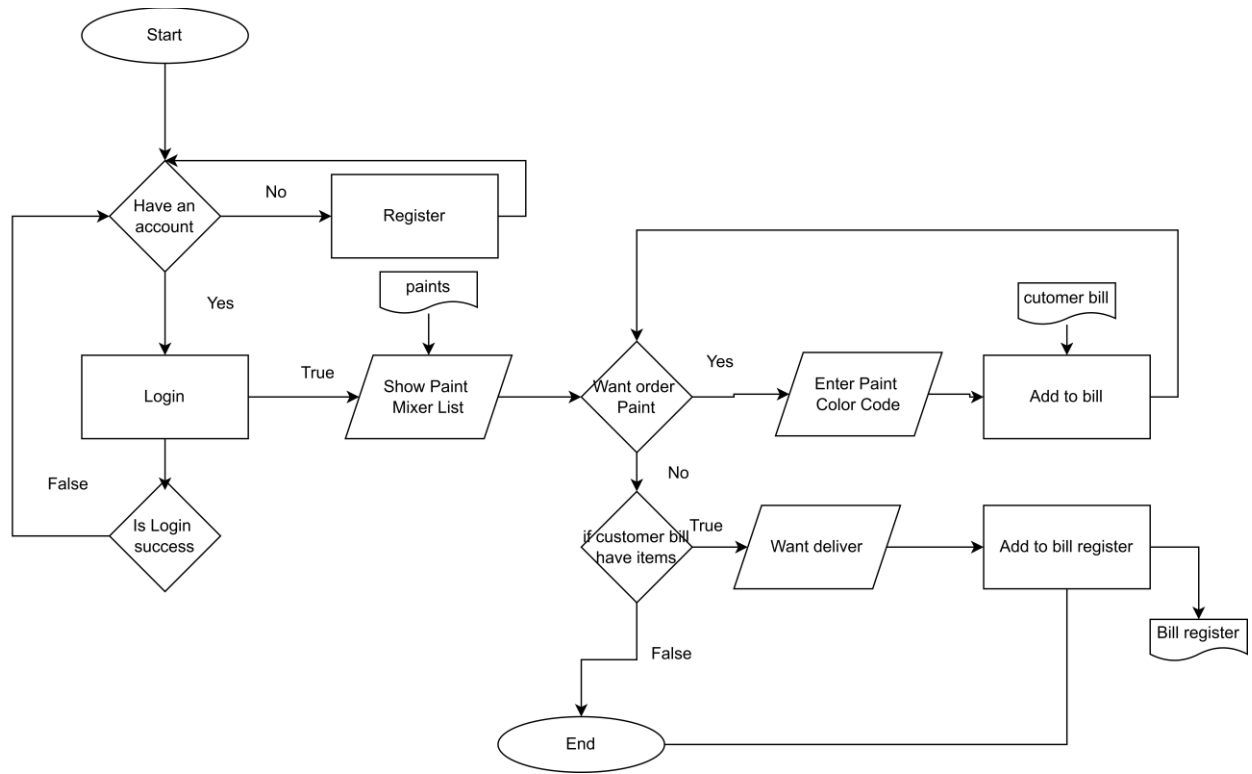 Start
Have an
account
No
Register
Yes
paints
cutomer bill
Login
True
Show Paint
Mixer List
Want order
Paint
Yes
Enter Paint
Color Code
Add to bill
False
Is Login
success
No
if customer bill
have items
True
Want deliver
Add to bill register
Bill register
False
End